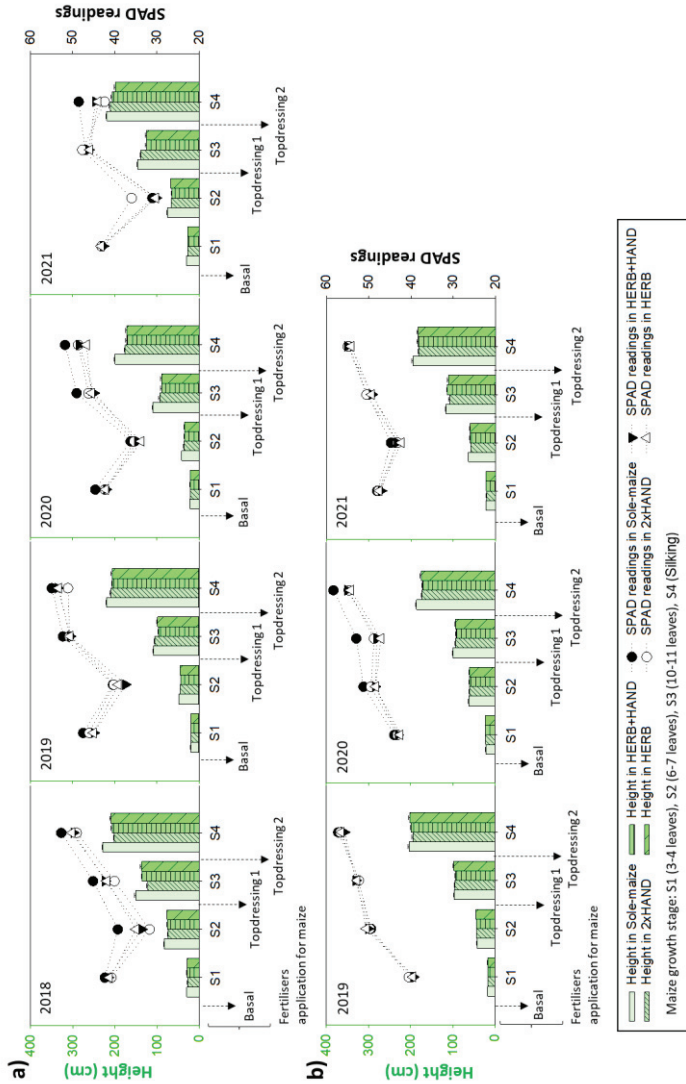 a)
SPAD readings
60
50
40
30
20
400
300
200
100
0
Height (cm)
2018
2019
2020
2021
S1 S2 S3 S4
S1 S2 S3 S4
S1 S2 S3 S4
S1 S2 S3 S4
Basal Topdressing 1 Topdressing 2
Basal Topdressing 1 Topdressing 2
Basal Topdressing 1 Topdressing 2
Basal Topdressing 1 Topdressing 2
Fertilisers
application for maize
b)
SPAD readings
60
50
40
30
20
400
300
200
100
0
Height (cm)
2019
2020
2021
S1 S2 S3 S4
S1 S2 S3 S4
S1 S2 S3 S4
Basal Topdressing 1 Topdressing 2
Basal Topdressing 1 Topdressing 2
Basal Topdressing 1 Topdressing 2
Fertilisers
application for maize
Height in Sole-maize Height in HERB+HAND SPAD readings in Sole-maize SPAD readings in HERB+HAND
Height in 2xHAND Height in HERB SPAD readings in 2xHAND SPAD readings in HERB
Maize growth stage: S1 (3-4 leaves), S2 (6-7 leaves), S3 (10-11 leaves), S4 (Silking)